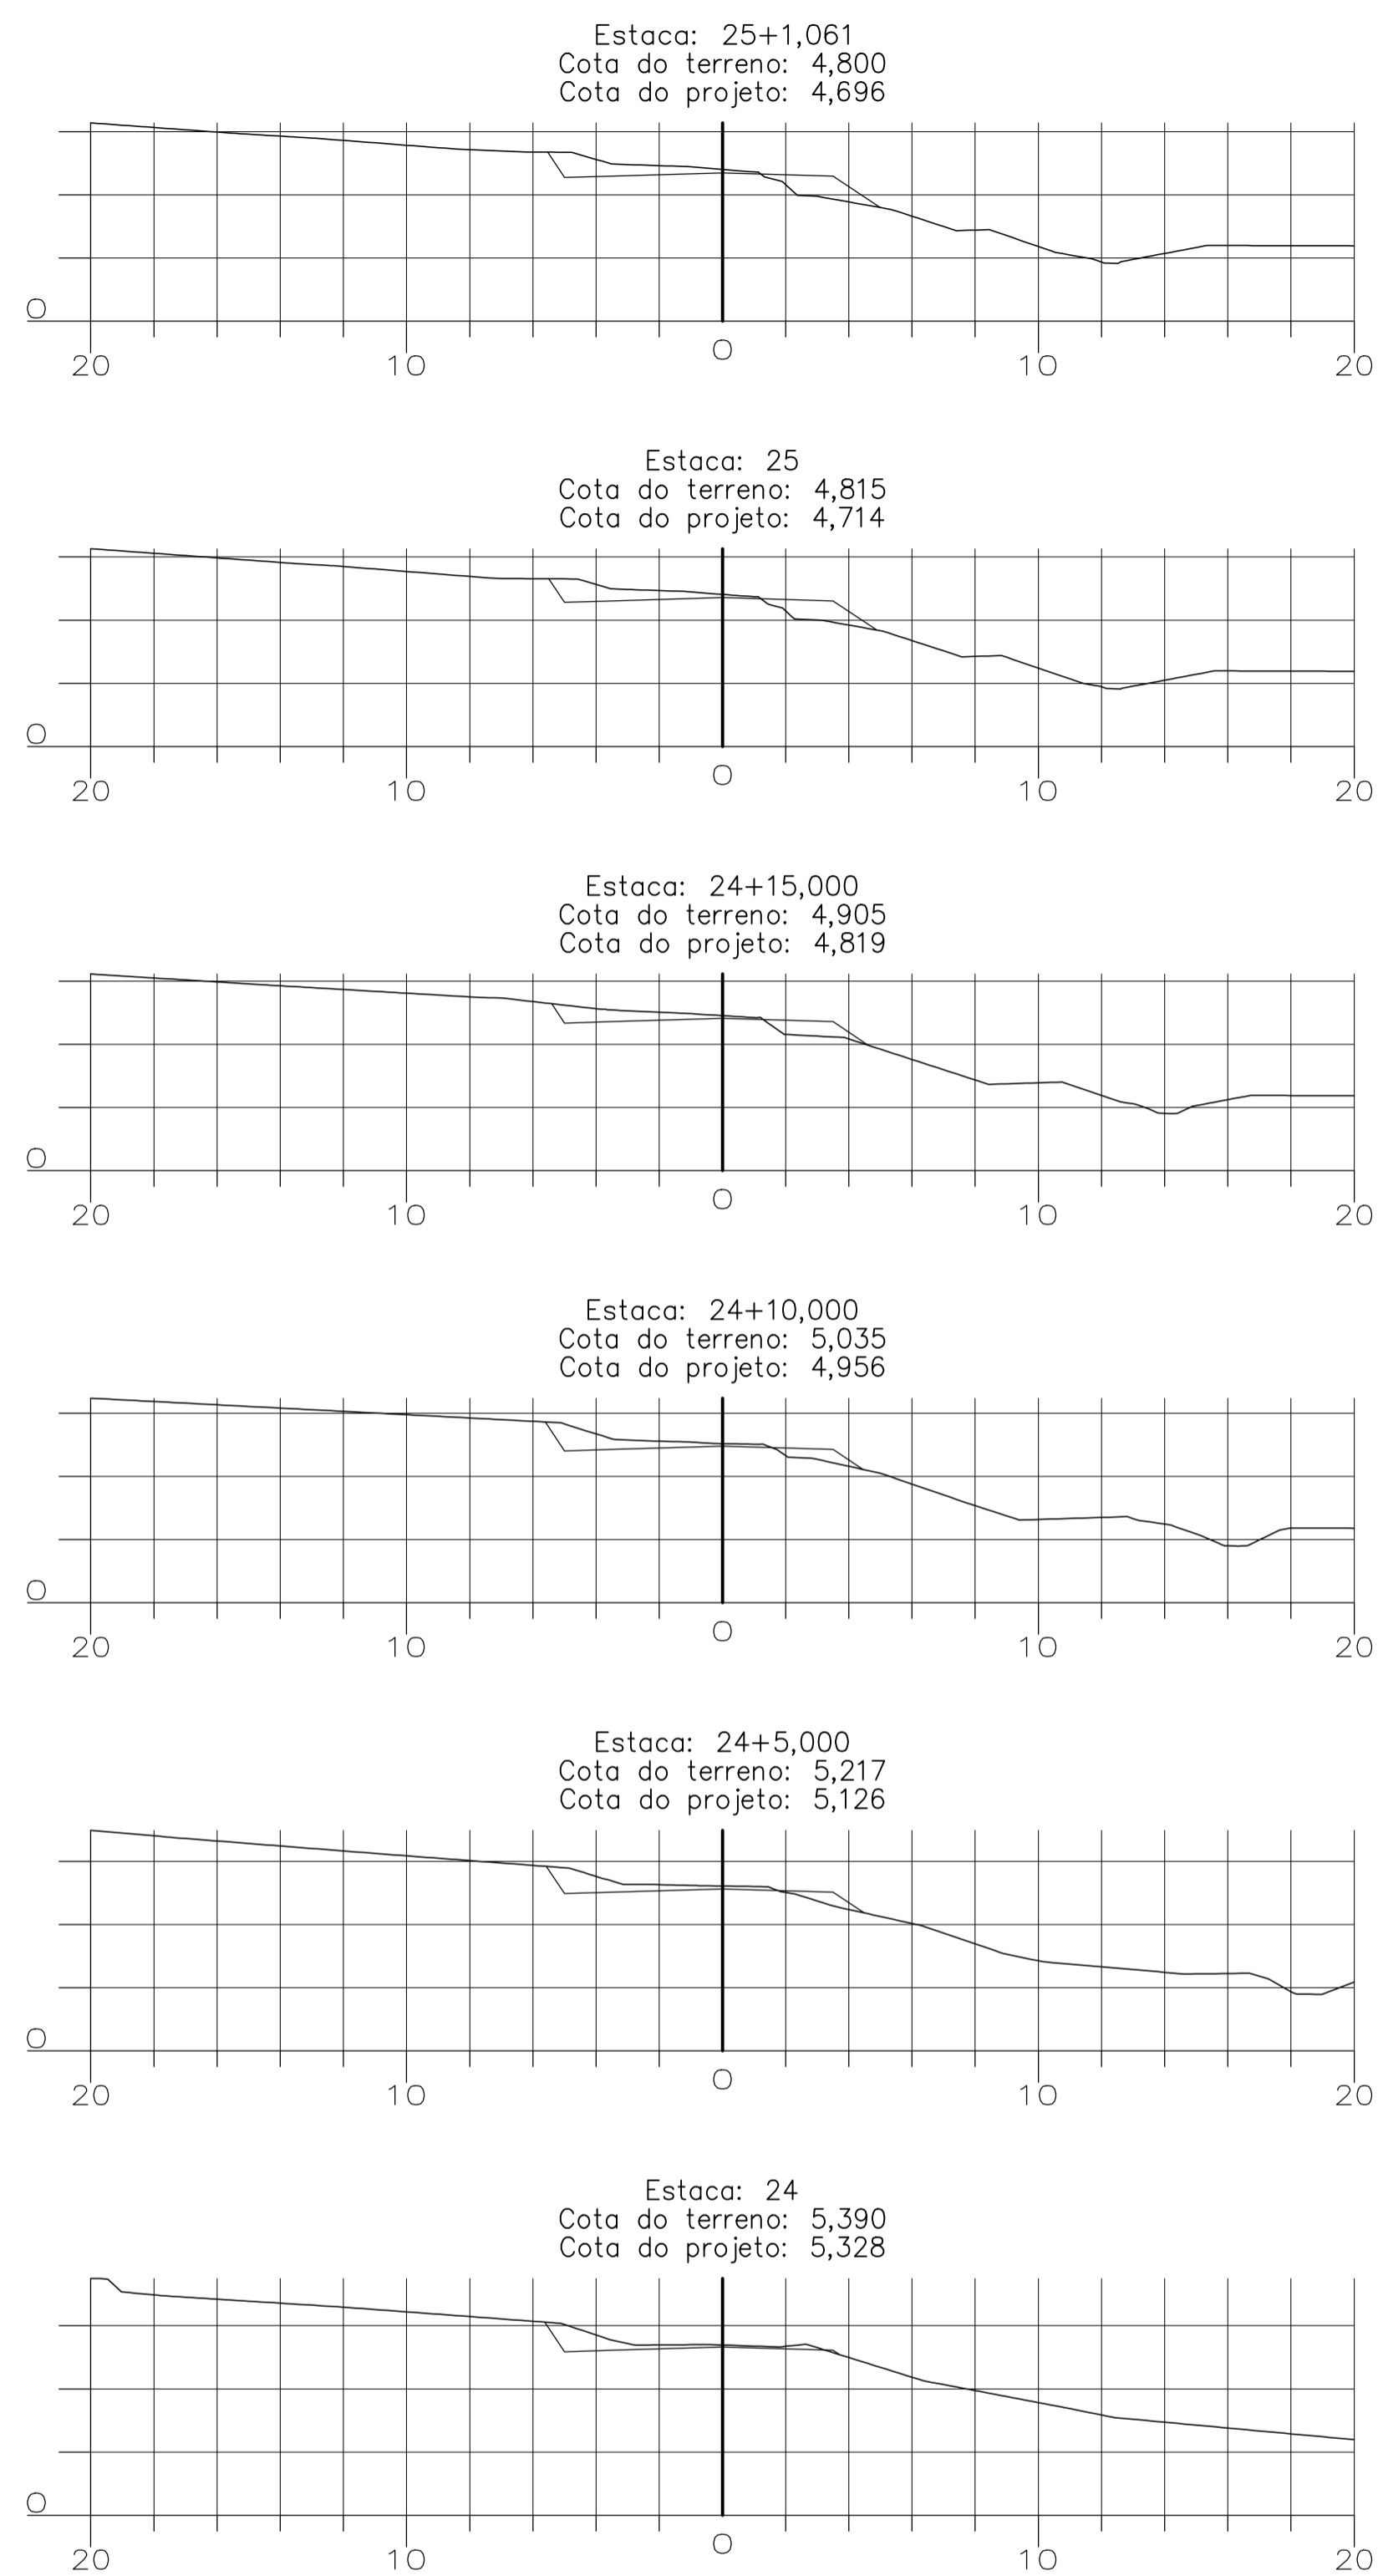 Estaca: 25+1,061
Cota do terreno: 4,800
Cota do projeto: 4,696
0
20 10 0 10 20
Estaca: 25
Cota do terreno: 4,815
Cota do projeto: 4,714
0
20 10 0 10 20
Estaca: 24+15,000
Cota do terreno: 4,905
Cota do projeto: 4,819
0
20 10 0 10 20
Estaca: 24+10,000
Cota do terreno: 5,035
Cota do projeto: 4,956
0
20 10 0 10 20
Estaca: 24+5,000
Cota do terreno: 5,217
Cota do projeto: 5,126
0
20 10 0 10 20
Estaca: 24
Cota do terreno: 5,390
Cota do projeto: 5,328
0
20 10 0 10 20